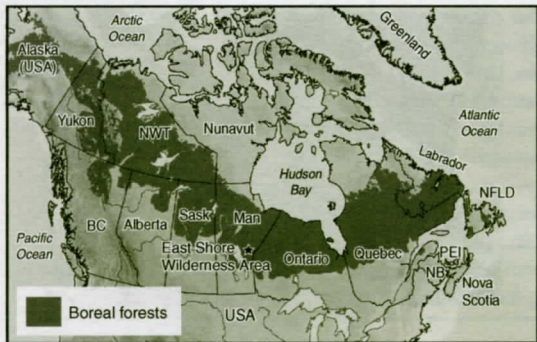 Arctic
Ocean
Greenland
Alaska
(USA)
Yukon
NWT
Nunavut
Atlantic
Ocean
Hudson
Bay
Labrador
NFLD
BC
Alberta
Sask
Man
Pacific
Ocean
East Shore
Wilderness Area
Ontario
Quebec
PEI
NB
Nova
Scotia
USA
Boreal forests